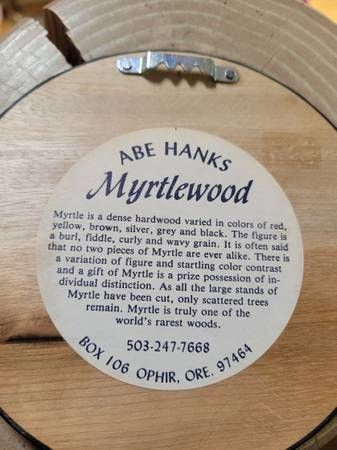 ABE HANKS
Myrtlewood
Myrtle is a dense hardwood varied in colors of red,
yellow, brown, silver, grey and black. The figure is
a burl, fiddle, curly and wavy grain. It is often said
that no two pieces of Myrtle are ever alike. There is
a variation of figure and startling color contrast
and a gift of Myrtle is a prize possession of in-
dividual distinction. As all the large stands of
Myrtle have been cut, only scattered trees
remain. Myrtle is truly one of the
world's rarest woods.
503-247-7668
BOX 106 OPHIR, ORE. 97464